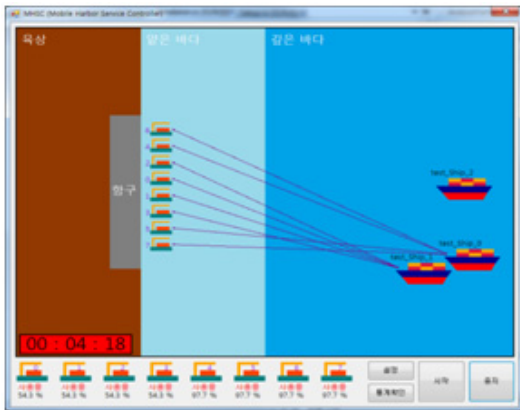 MHSC (Mobile Harbor Service Controller)
육상
얕은 바다
깊은 바다
항구
test_Ship_2
test_ship_0
test_Ship_1
00 : 04 : 18
사용률 사용률 사용률 사용률 사용률 사용률 사용률 사용률
54.3 % 54.3 % 54.3 % 54.3 % 97.7 % 97.7 % 97.7 % 97.7 %
설정
통계확인
시작
중지